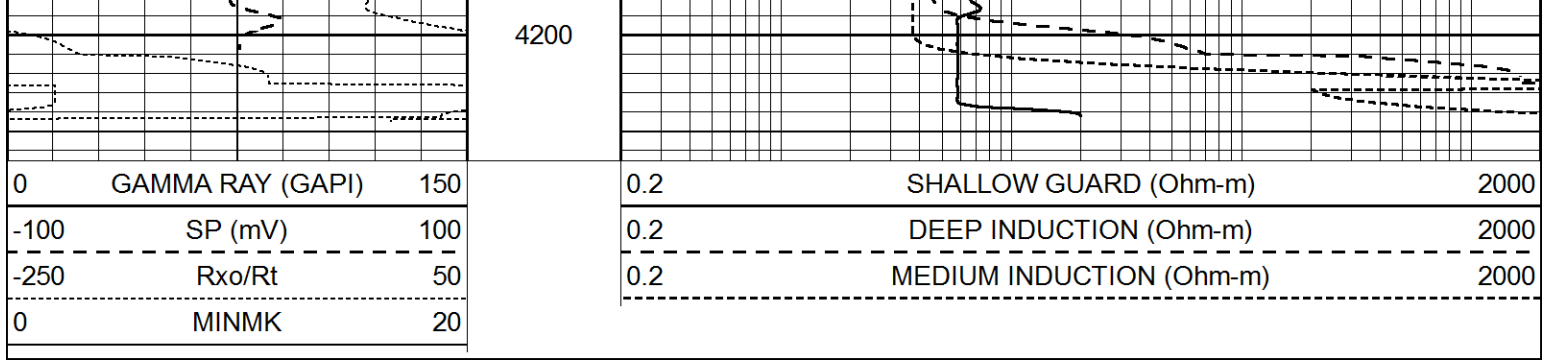 4200
0 GAMMA RAY (GAPI) 150 0.2 SHALLOW GUARD (Ohm-m) 2000
-100 SP (mV) 100 0.2 DEEP INDUCTION (Ohm-m) 2000
-250 Rxo/Rt 50 0.2 MEDIUM INDUCTION (Ohm-m) 2000
0 MINMK 20